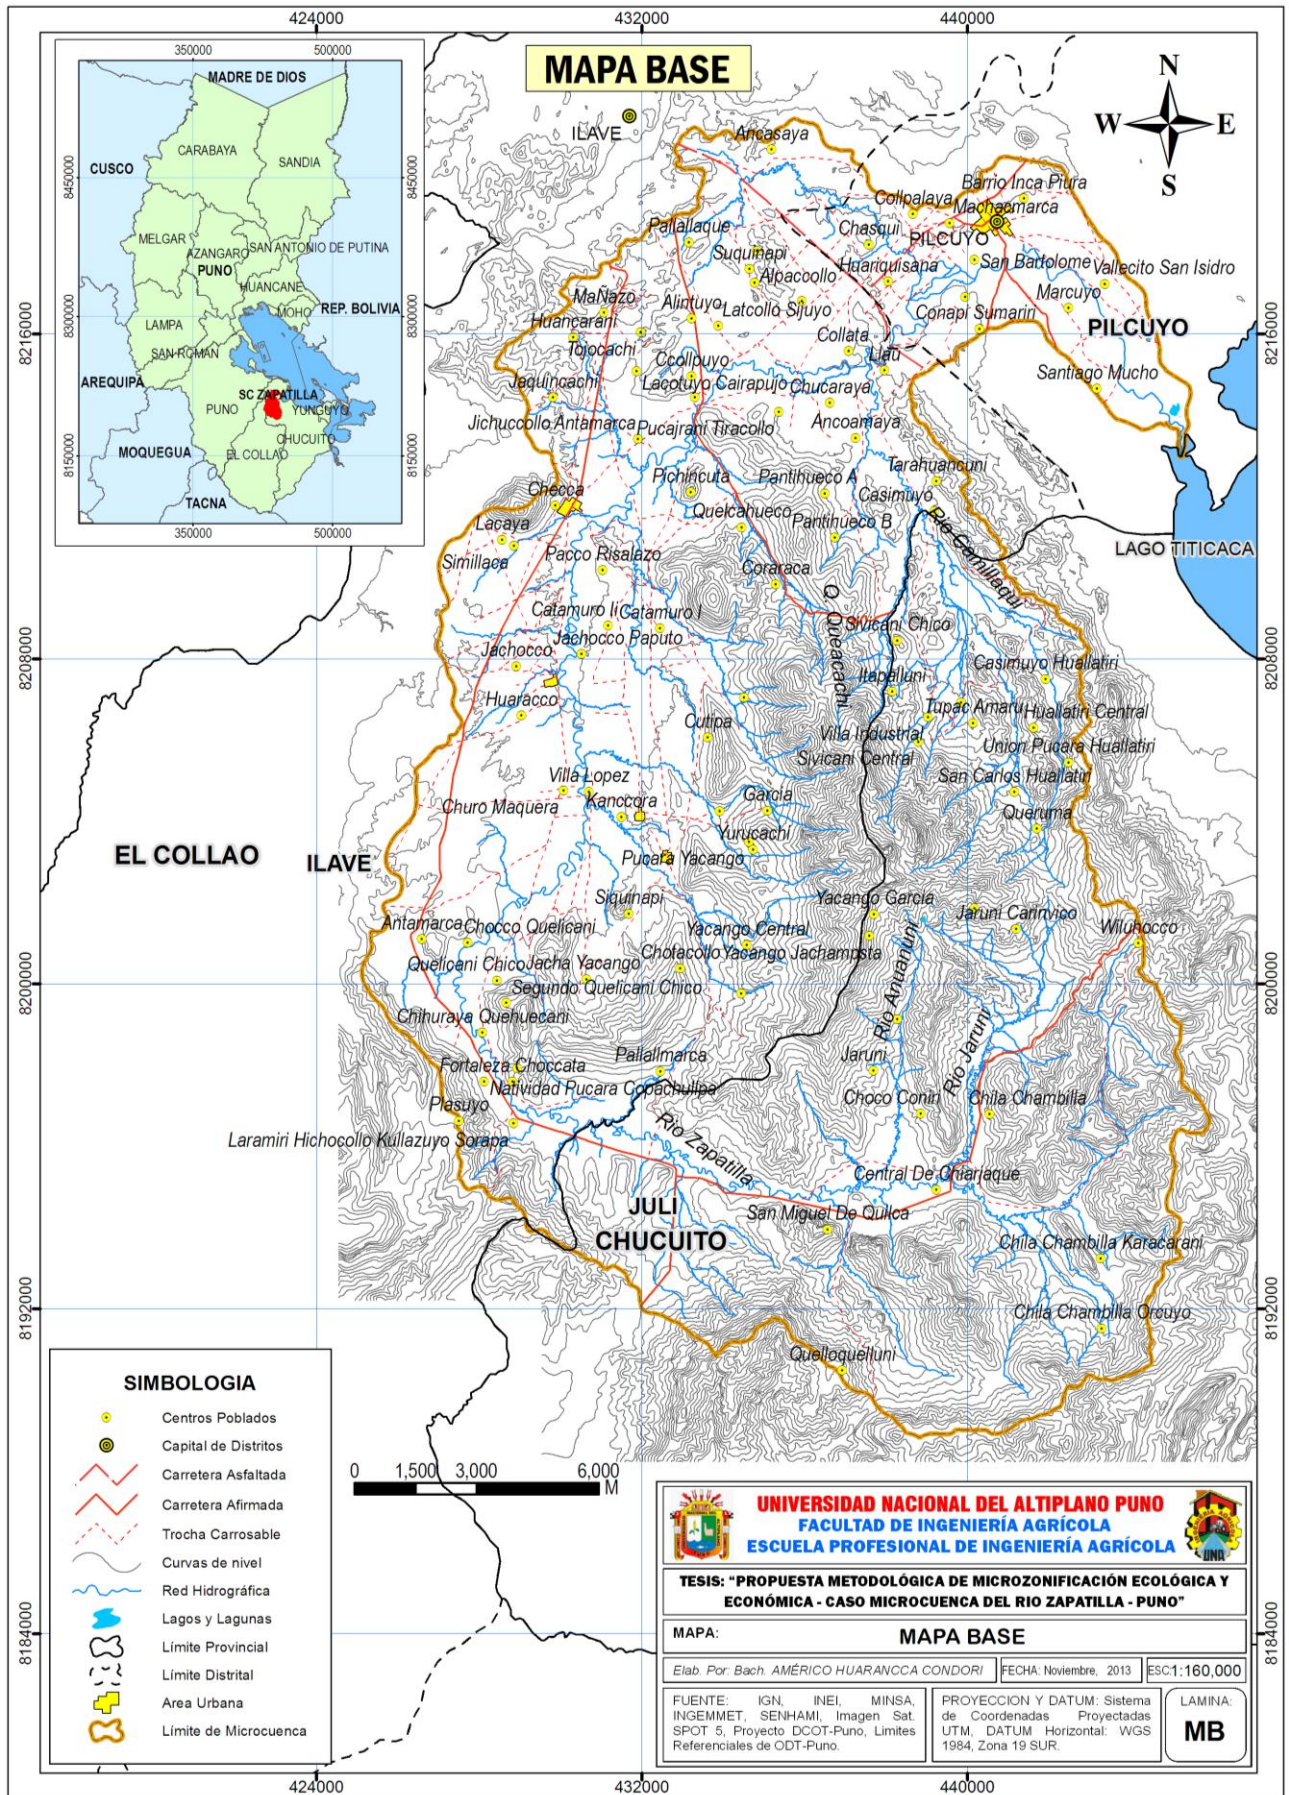 424000
432000
440000
MAPA BASE
350000
500000
MADRE DE DIOS
CARABAYA
SANDIA
CUSCO
8450000
8450000
MELGAR
AZANGARO
SAN ANTONIO DE PUTINA
PUNO
HUANCANE
MOHO
REP. BOLIVIA
8300000
8300000
LAMPA
SAN ROMAN
AREQUIPA
SC ZAPATILLA
PUNO
YUNGUYO
CHUCUITO
EL COLLAO
MOQUEGUA
8150000
8150000
TACNA
350000
500000
N
W
E
S
ILAVE
Ancasaya
Barrio Inca Piura
Machacmarca
Collpalaya
PILCUYO
Pallallaque
Chasqui
Suquinapi
Alpaccollo
Huariquisana
San Bartolome
Vallecito San Isidro
Marcuyo
MaÑazo
Alintuyo
Latcollo Sijuyo
Conapi Sumariri
PILCUYO
Huancarani
Tojocachi
Collata
Llau
Ccollpuyo
Jaquincachi
Lacotuyo Cairapujo
Chucaraya
Santiago Mucho
Jichuccollo Antamarca
Pucajrani Tiracollo
Ancoamaya
Tarahuancuni
Pichincuta
Pantihueco A
Casimuyo
Checca
Quelcahueco
Pantihueco B
Lacaya
Rio Camillaqui
LAGO TITICACA
Simillaca
Pacco Risalazo
Coraraca
Q. Queacachi
Catamuro Ii
Catamuro I
Sivicani Chico
Jachocco Paputo
Jachocco
Casimuyo Huallatiri
Itapalluni
Huaracco
Tupac Amaru
Huallatiri Central
Cutipa
Villa Industrial
Union Pucara Huallatiri
Sivicani Central
Villa Lopez
San Carlos Huallatiri
Churo Maquera
Kanccora
Garcia
Queruma
Yurucachi
EL COLLAO
ILAVE
Pucara Yacango
Siquinapi
Yacango Garcia
Jaruni Carinvico
Antamarca
Chocco Quelicani
Yacango Central
Wiluhocco
Quelicani Chico
Jacha Yacango
Chotacollo
Yacango Jachampsta
Segundo Quelicani Chico
Rio Anuanuni
Chihuraya Quehuecani
Rio Jaruni
Pallallmarca
Jaruni
Fortaleza Choccata
Natividad Pucara Copachullpa
Choco Coniri
Chila Chambilla
Plasuyo
Rio Zapatilla
Laramiri Hichocollo Kullazuyo Sorapa
Central De Chiarjaque
JULI
CHUCUITO
San Miguel De Quilca
Chila Chambilla Karacarani
Chila Chambilla Orcuyo
Quelloquelluni
8216000
8216000
8208000
8208000
8200000
8200000
8192000
8192000
8184000
8184000
SIMBOLOGIA
Centros Poblados
Capital de Distritos
Carretera Asfaltada
Carretera Afirmada
Trocha Carrosable
Curvas de nivel
Red Hidrográfica
Lagos y Lagunas
Límite Provincial
Límite Distrital
Area Urbana
Límite de Microcuenca
0 1,500 3,000 6,000
M
UNIVERSIDAD NACIONAL DEL ALTIPLANO PUNO
FACULTAD DE INGENIERÍA AGRÍCOLA
ESCUELA PROFESIONAL DE INGENIERÍA AGRÍCOLA
UNA
TESIS: “PROPUESTA METODOLÓGICA DE MICROZONIFICACIÓN ECOLÓGICA Y
ECONÓMICA - CASO MICROCUENCA DEL RIO ZAPATILLA - PUNO”
MAPA: MAPA BASE
Elab. Por: Bach. AMÉRICO HUARANCCA CONDORI
FECHA: Noviembre, 2013
ESC:1:160,000
FUENTE: IGN, INEI, MINSA,
INGEMMET, SENHAMI, Imagen Sat.
SPOT 5, Proyecto DCOT-Puno, Limites
Referenciales de ODT-Puno.
PROYECCION Y DATUM: Sistema
de Coordenadas Proyectadas
UTM, DATUM Horizontal: WGS
1984, Zona 19 SUR.
LAMINA:
MB
424000
432000
440000